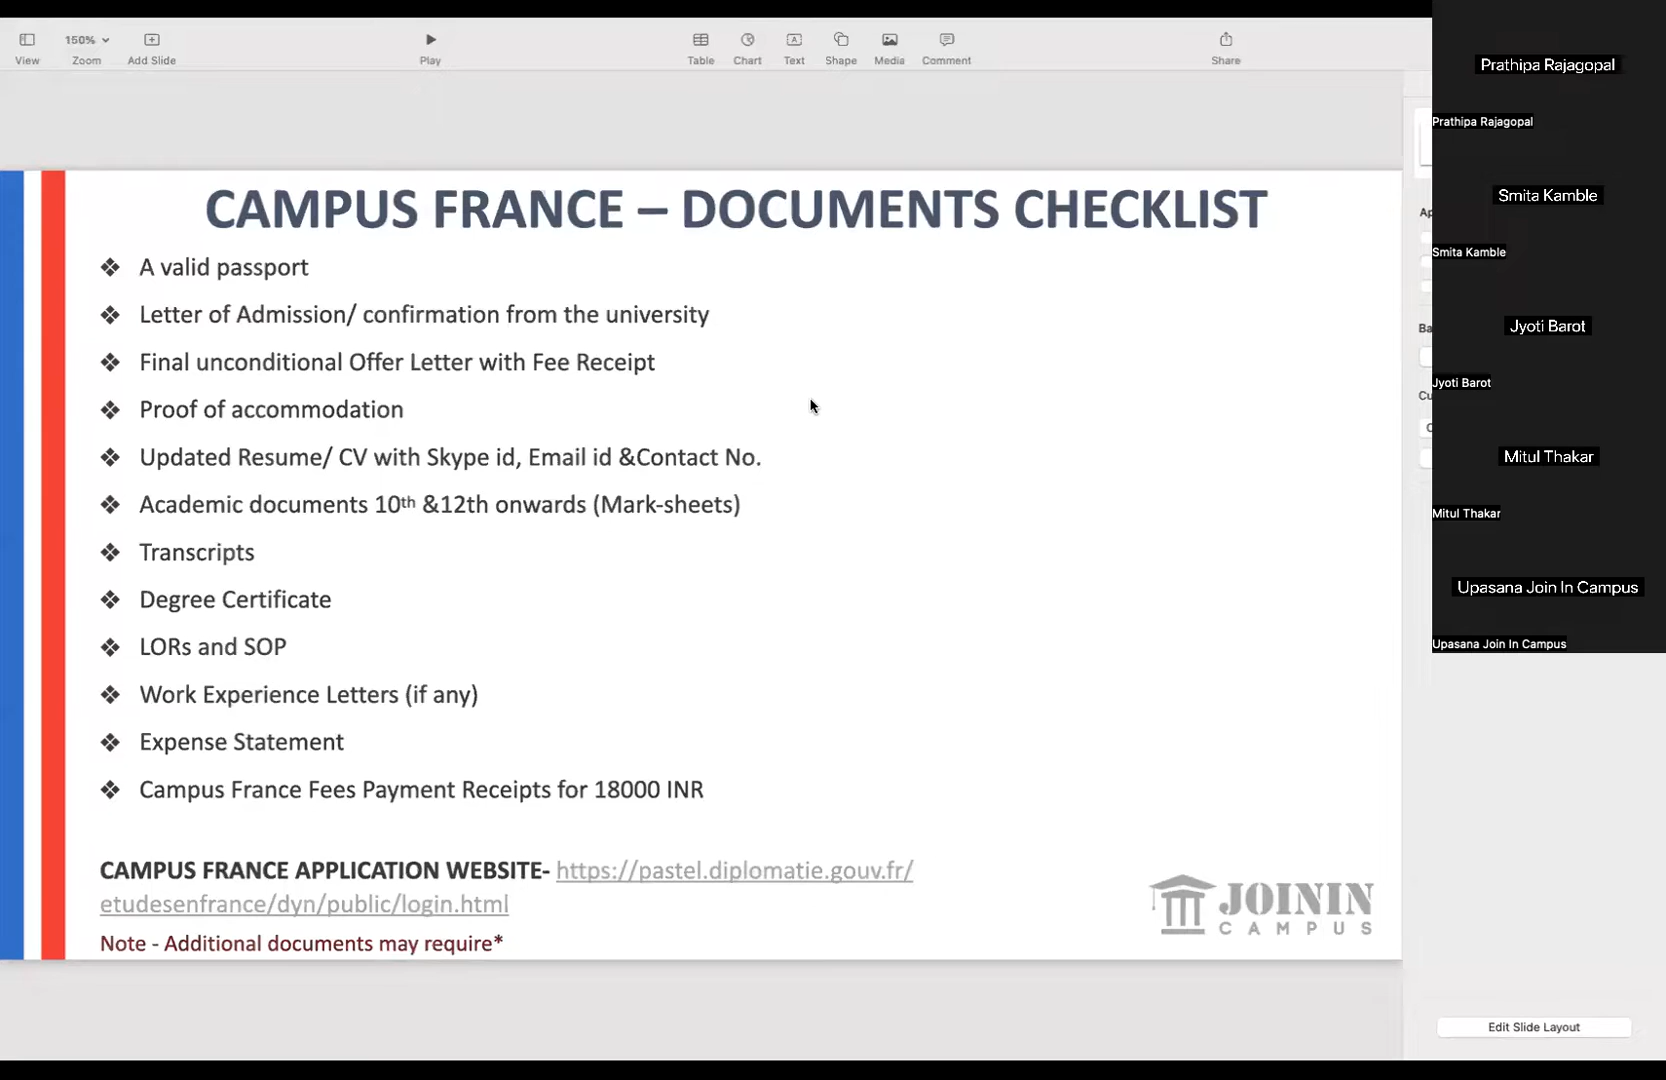 150%
View
Zoom
Add Slide
Play
Table
Chart
Text
Shape
Media
Comment
Share
CAMPUS FRANCE – DOCUMENTS CHECKLIST
❖ A valid passport
❖ Letter of Admission/ confirmation from the university
❖ Final unconditional Offer Letter with Fee Receipt
❖ Proof of accommodation
❖ Updated Resume/ CV with Skype id, Email id &Contact No.
❖ Academic documents 10th &12th onwards (Mark-sheets)
❖ Transcripts
❖ Degree Certificate
❖ LORs and SOP
❖ Work Experience Letters (if any)
❖ Expense Statement
❖ Campus France Fees Payment Receipts for 18000 INR
CAMPUS FRANCE APPLICATION WEBSITE- https://pastel.diplomatie.gouv.fr/
etudesenfrance/dyn/public/login.html
Note - Additional documents may require*
JOININ
CAMPUS
Prathipa Rajagopal
Prathipa Rajagopal
Smita Kamble
Smita Kamble
Jyoti Barot
Jyoti Barot
Mitul Thakar
Mitul Thakar
Upasana Join In Campus
Upasana Join In Campus
Edit Slide Layout